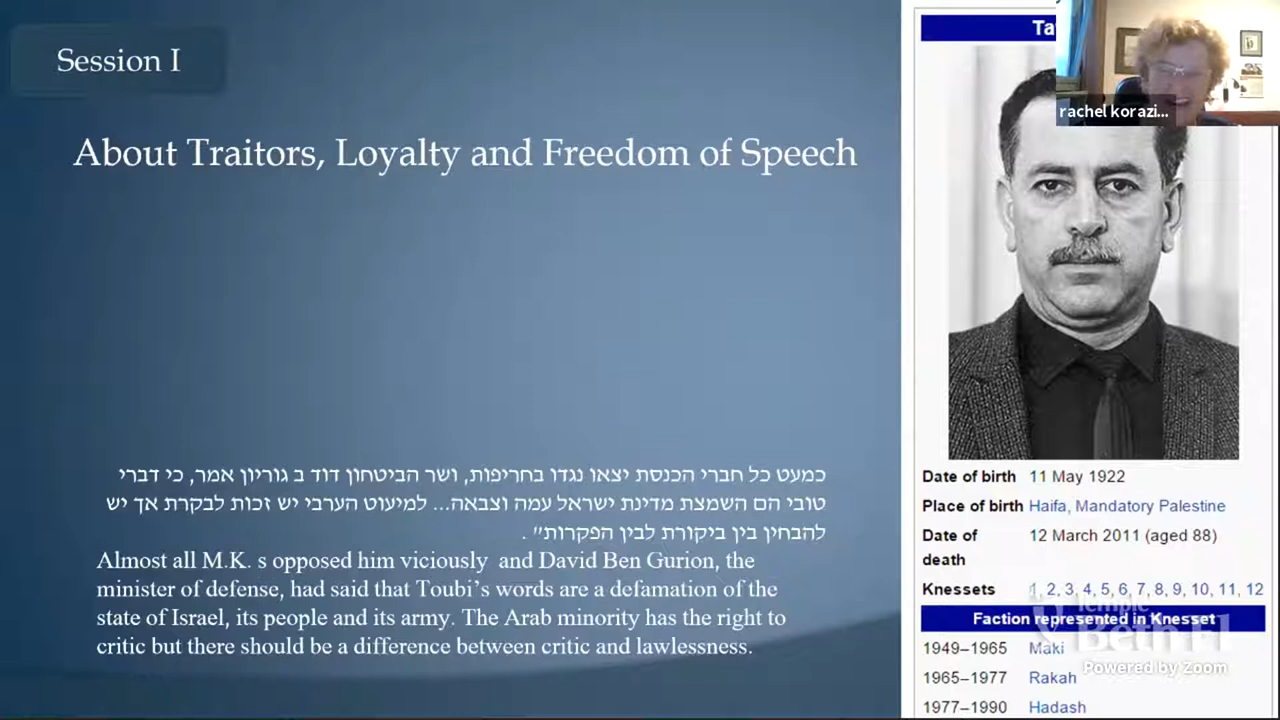 Session I
About Traitors, Loyalty and Freedom of Speech
כמעט כל חברי הכנסת יצאו נגדו בחריפות, ושר הביטחון דוד ב גוריון אמר, כי דברי
טובי הם השמצת מדינת ישראל עמה וצבאה... למיעוט הערבי יש זכות לבקרת אך יש
להבחין בין ביקורת לבין הפקרות״ .
Almost all M.K. s opposed him viciously and David Ben Gurion, the
minister of defense, had said that Toubi’s words are a defamation of the
state of Israel, its people and its army. The Arab minority has the right to
critic but there should be a difference between critic and lawlessness.
rachel korazi...
Date of birth 11 May 1922
Place of birth Haifa, Mandatory Palestine
Date of 12 March 2011 (aged 88)
death
Knessets 1, 2, 3, 4, 5, 6, 7, 8, 9, 10, 11, 12
Faction represented in Knesset
1949–1965 Maki
1965–1977 Rakah
1977–1990 Hadash
Temple
Beth El
Powered by Zoom